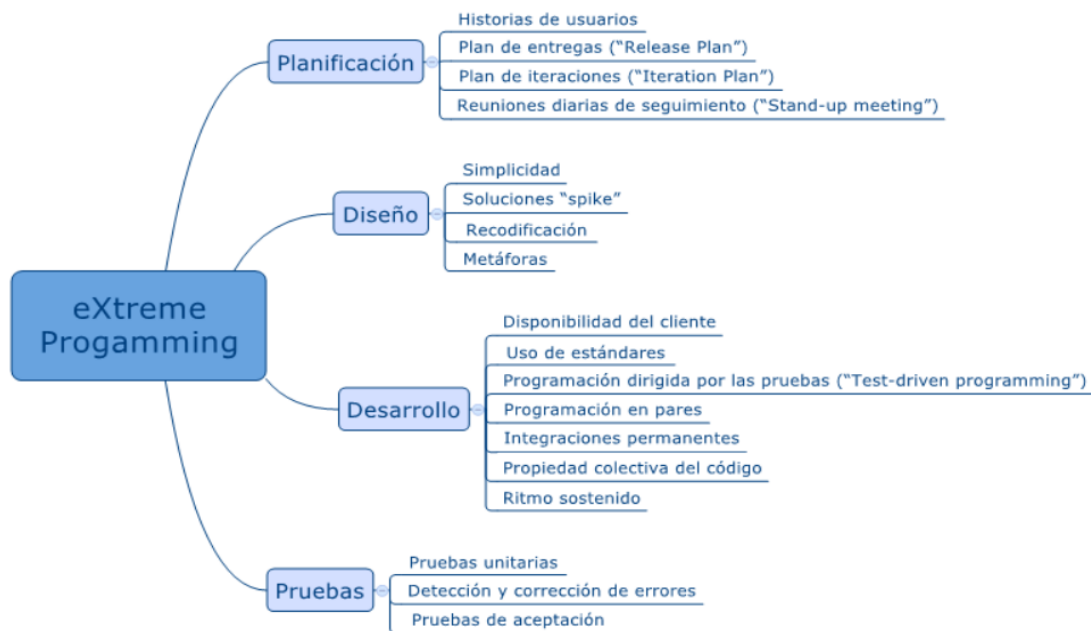 Historias de usuarios
Plan de entregas (“Release Plan”)
Planificación
Plan de iteraciones (“Iteration Plan”)
Reuniones diarias de seguimiento (“Stand-up meeting”)
Simplicidad
Soluciones “spike”
Diseño
Recodificación
Metáforas
eXtreme
Progamming
Disponibilidad del cliente
Uso de estándares
Programación dirigida por las pruebas (“Test-driven programming”)
Desarrollo
Programación en pares
Integraciones permanentes
Propiedad colectiva del código
Ritmo sostenido
Pruebas unitarias
Pruebas
Detección y corrección de errores
Pruebas de aceptación